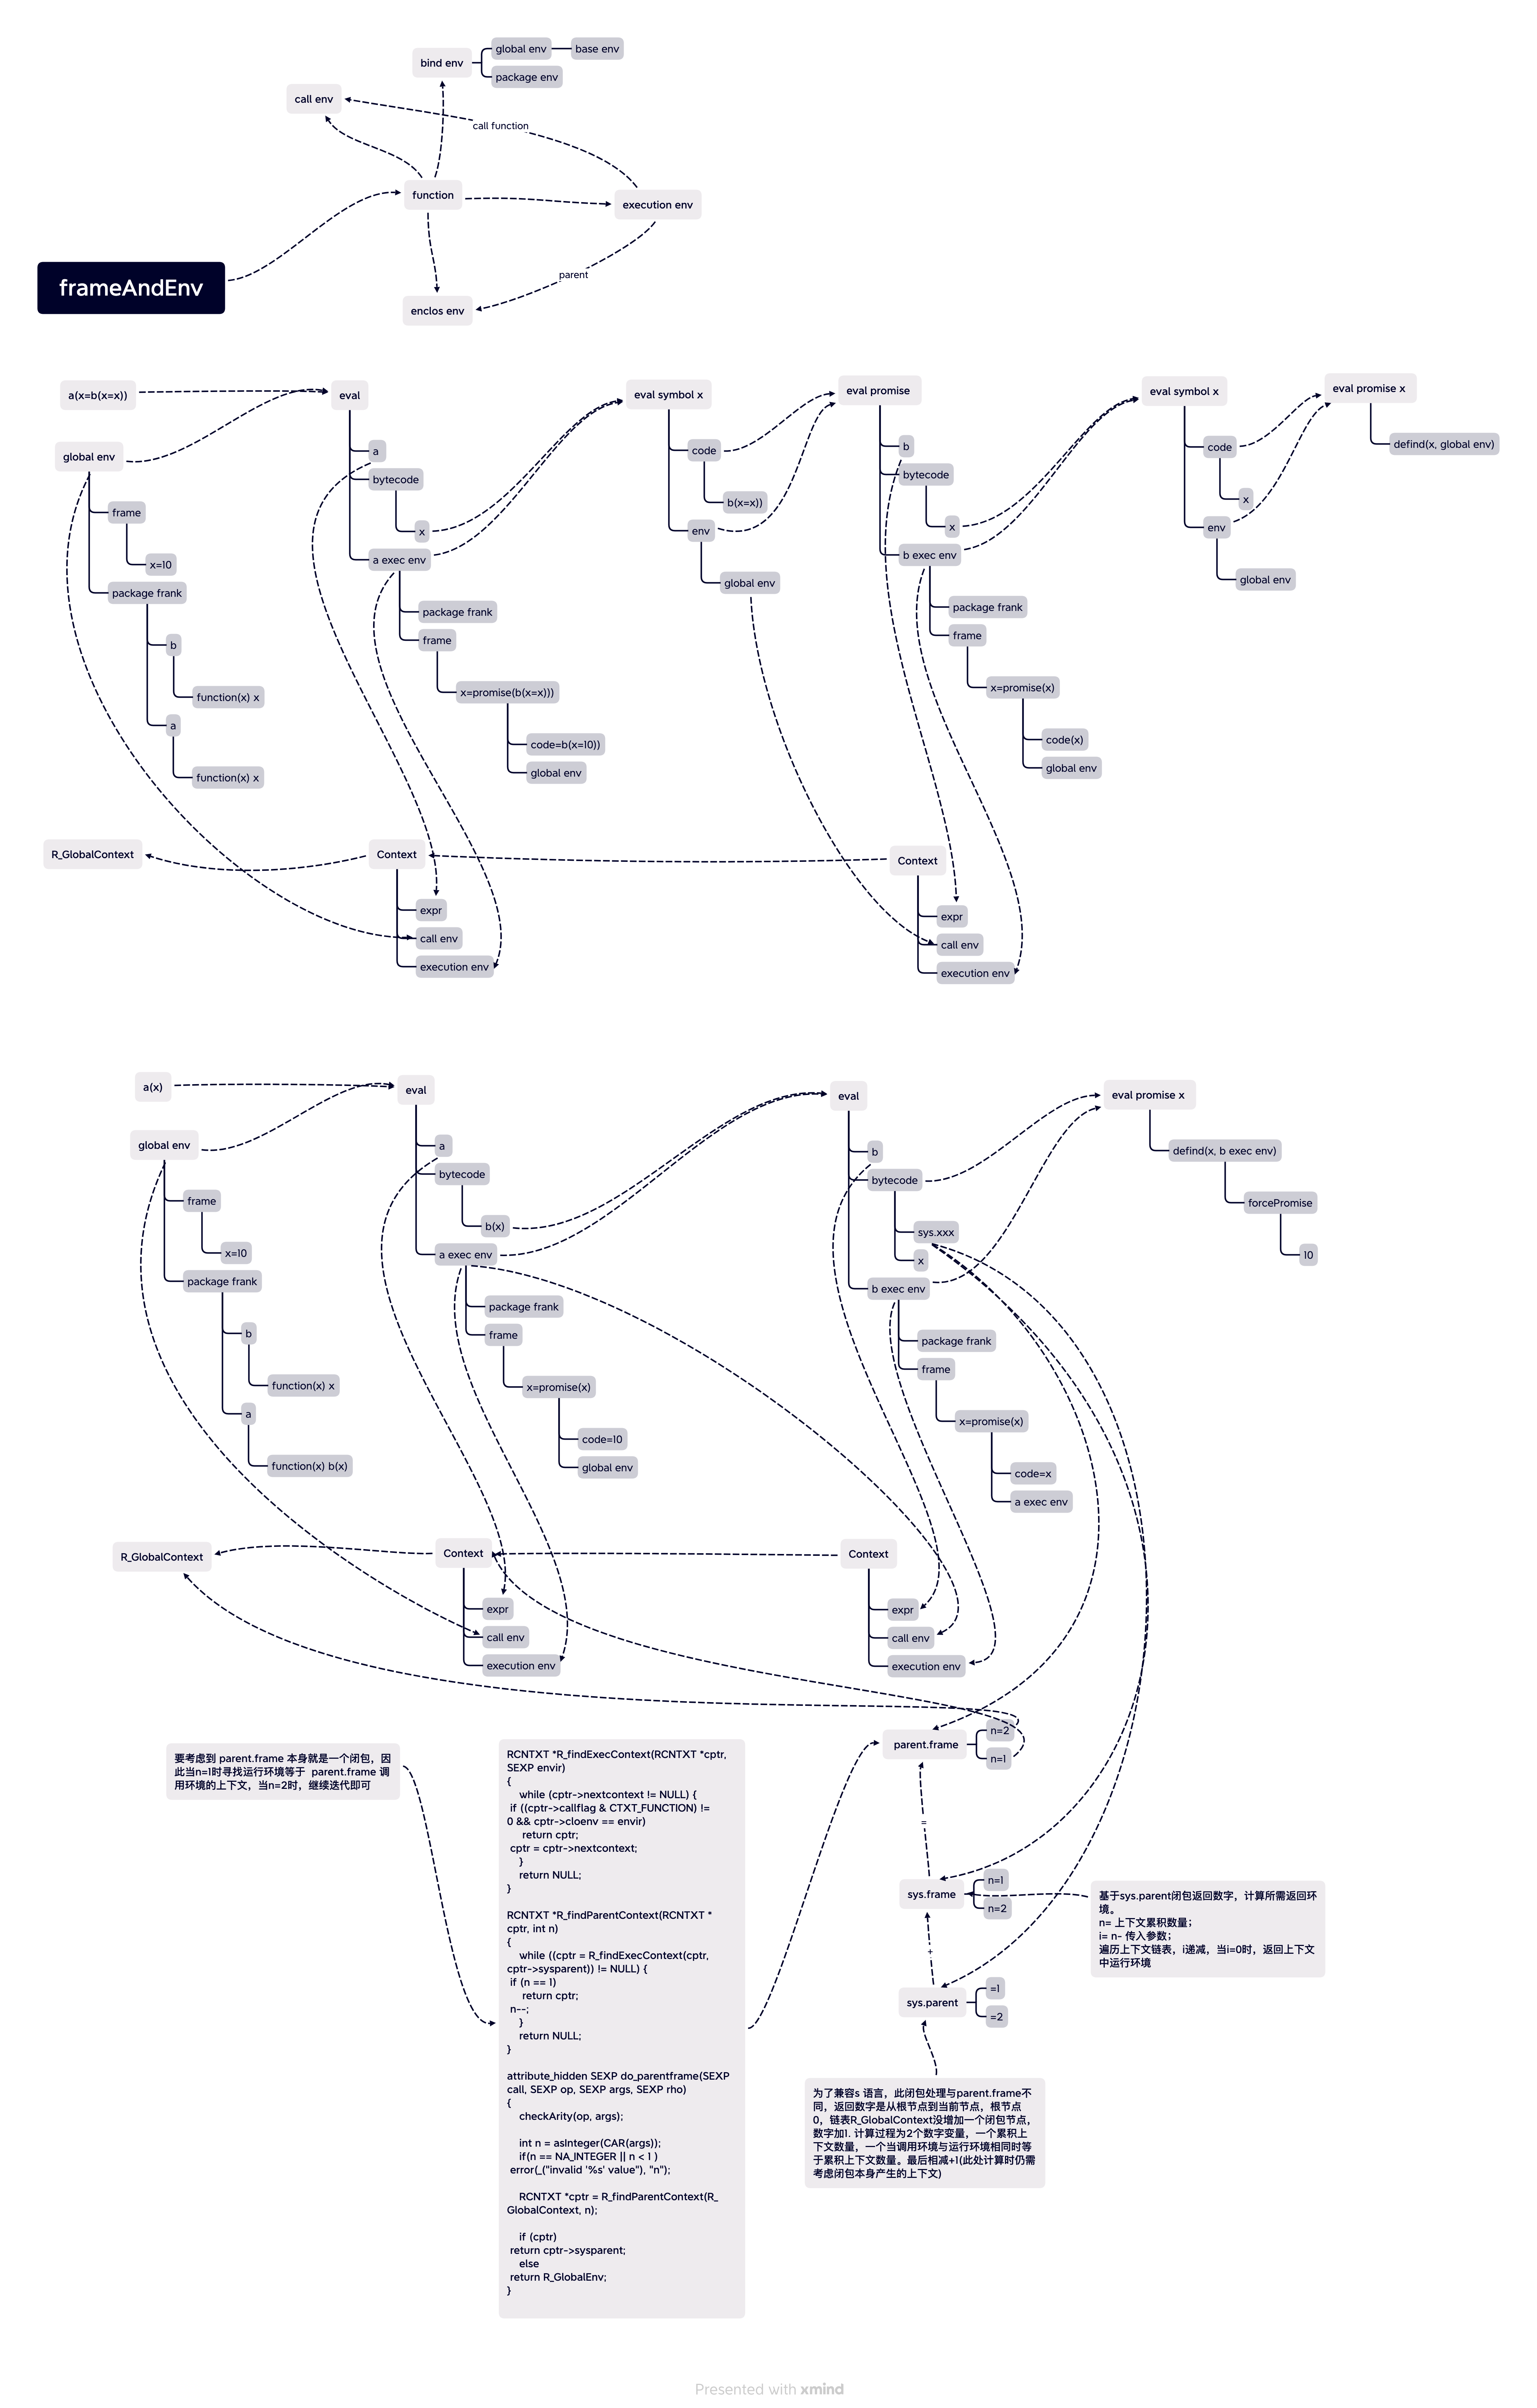 bind env
global env
base env
package env
call env
call function
function
execution env
frameAndEnv
parent
enclos env
a(x=b(x=x))
eval
eval symbol x
eval promise
eval symbol x
eval promise x
global env
a
code
b
code
defind(x, global env)
bytecode
bytecode
frame
x
b(x=x))
x
x
x=10
a exec env
env
b exec env
env
package frank
package frank
global env
package frank
global env
b
frame
frame
function(x) x
x=promise(b(x=x)))
x=promise(x)
a
code=b(x=10))
code(x)
function(x) x
global env
global env
R_GlobalContext
Context
Context
expr
expr
call env
call env
execution env
execution env
a(x)
eval
eval
eval promise x
global env
a
b
defind(x, b exec env)
bytecode
bytecode
frame
b(x)
sys.xxx
forcePromise
x=10
a exec env
x
10
package frank
b exec env
package frank
b
frame
package frank
frame
function(x) x
x=promise(x)
a
x=promise(x)
code=10
function(x) b(x)
global env
code=x
a exec env
R_GlobalContext
Context
Context
expr
expr
call env
call env
execution env
execution env
parent.frame
n=2
n=1
要考虑到 parent.frame 本身就是一个闭包，因
此当n=1时寻找运行环境等于  parent.frame 调
用环境的上下文，当n=2时，继续迭代即可
RCNTXT *R_findExecContext(RCNTXT *cptr,
SEXP envir)
{
    while (cptr->nextcontext != NULL) {
 if ((cptr->callflag & CTXT_FUNCTION) !=
0 && cptr->cloenv == envir)
     return cptr;
 cptr = cptr->nextcontext;
    }
    return NULL;
}
RCNTXT *R_findParentContext(RCNTXT *
cptr, int n)
{
    while ((cptr = R_findExecContext(cptr,
cptr->sysparent)) != NULL) {
 if (n == 1)
     return cptr;
 n--;
    }
    return NULL;
}
attribute_hidden SEXP do_parentframe(SEXP
call, SEXP op, SEXP args, SEXP rho)
{
    checkArity(op, args);
    int n = asInteger(CAR(args));
    if(n == NA_INTEGER || n < 1 )
 error(_("invalid '%s' value"), "n");
    RCNTXT *cptr = R_findParentContext(R_
GlobalContext, n);
    if (cptr)
 return cptr->sysparent;
    else
 return R_GlobalEnv;
}
=
sys.frame
n=1
n=2
基于sys.parent闭包返回数字，计算所需返回环
境。
n= 上下文累积数量；
i= n- 传入参数；
遍历上下文链表，i递减，当i=0时，返回上下文
中运行环境
+
sys.parent
=1
=2
为了兼容s 语言，此闭包处理与parent.frame不
同，返回数字是从根节点到当前节点，根节点
0，链表R_GlobalContext没增加一个闭包节点，
数字加1. 计算过程为2个数字变量，一个累积上
下文数量，一个当调用环境与运行环境相同时等
于累积上下文数量。最后相减+1(此处计算时仍需
考虑闭包本身产生的上下文)
Presented with xmind